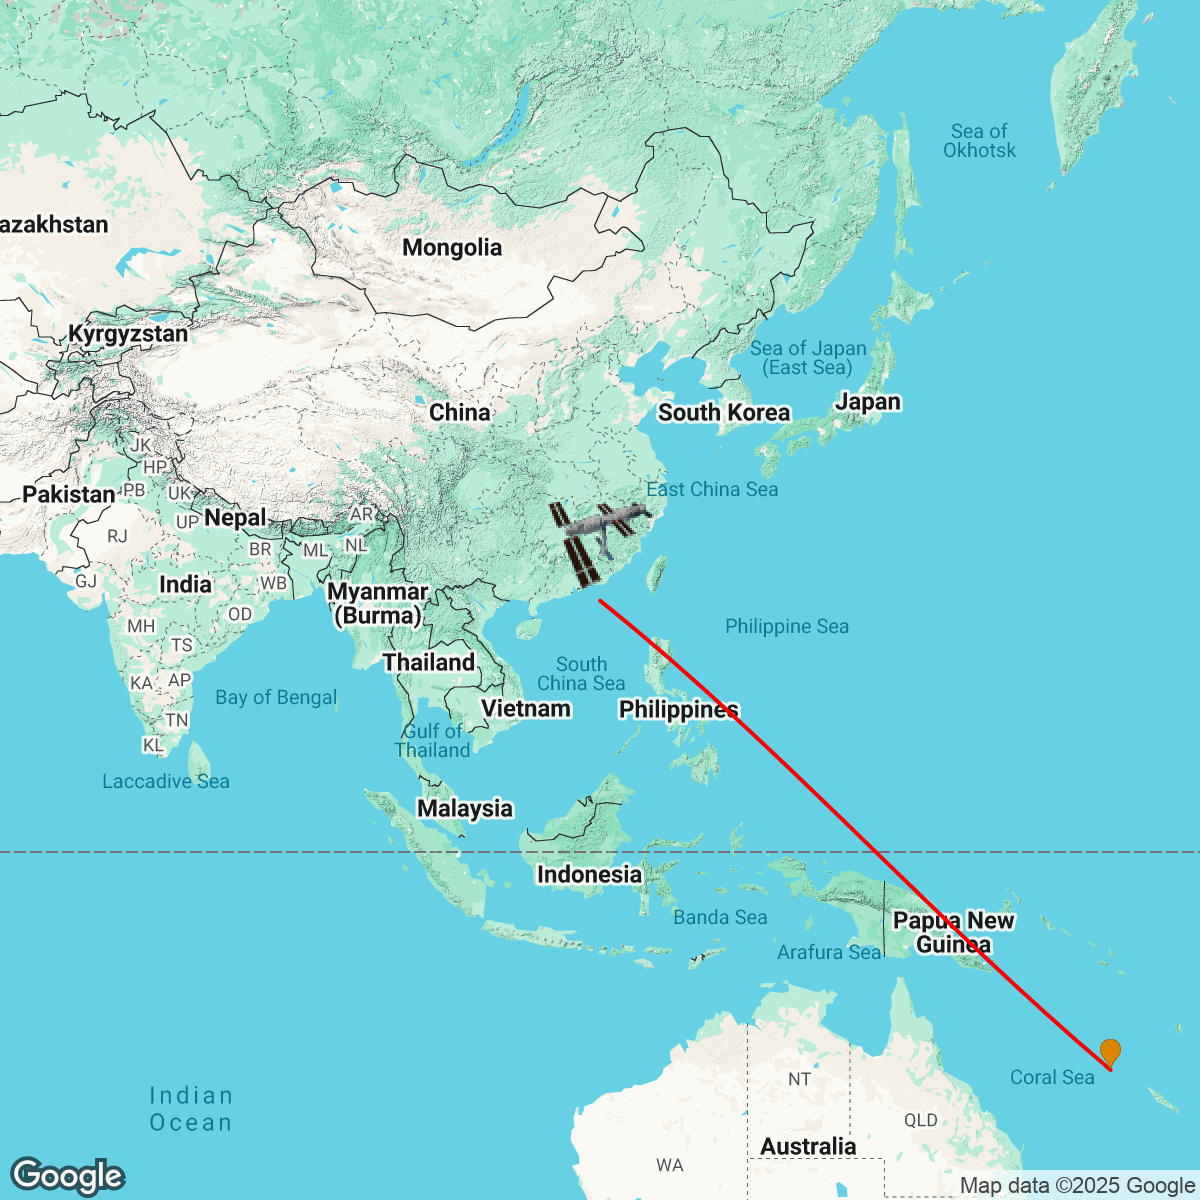 Sea of
Okhotsk
azakhstan
Mongolia
Kyrgyzstan
Sea of Japan
(East Sea)
Japan
China
South Korea
JK
HP
Pakistan
PB
UK
East China Sea
Nepal
AR
UP
RJ
BR
ML
NL
GJ
India
WB
Myanmar
(Burma)
OD
MH
Philippine Sea
TS
Thailand
South
China Sea
KA
AP
Bay of Bengal
Vietnam
Philippines
TN
Gulf of
Thailand
KL
Laccadive Sea
Malaysia
Indonesia
Banda Sea
Papua New
Guinea
Arafura Sea
Coral Sea
NT
Indian
Ocean
QLD
Australia
WA
Google
Map data ©2025 Google